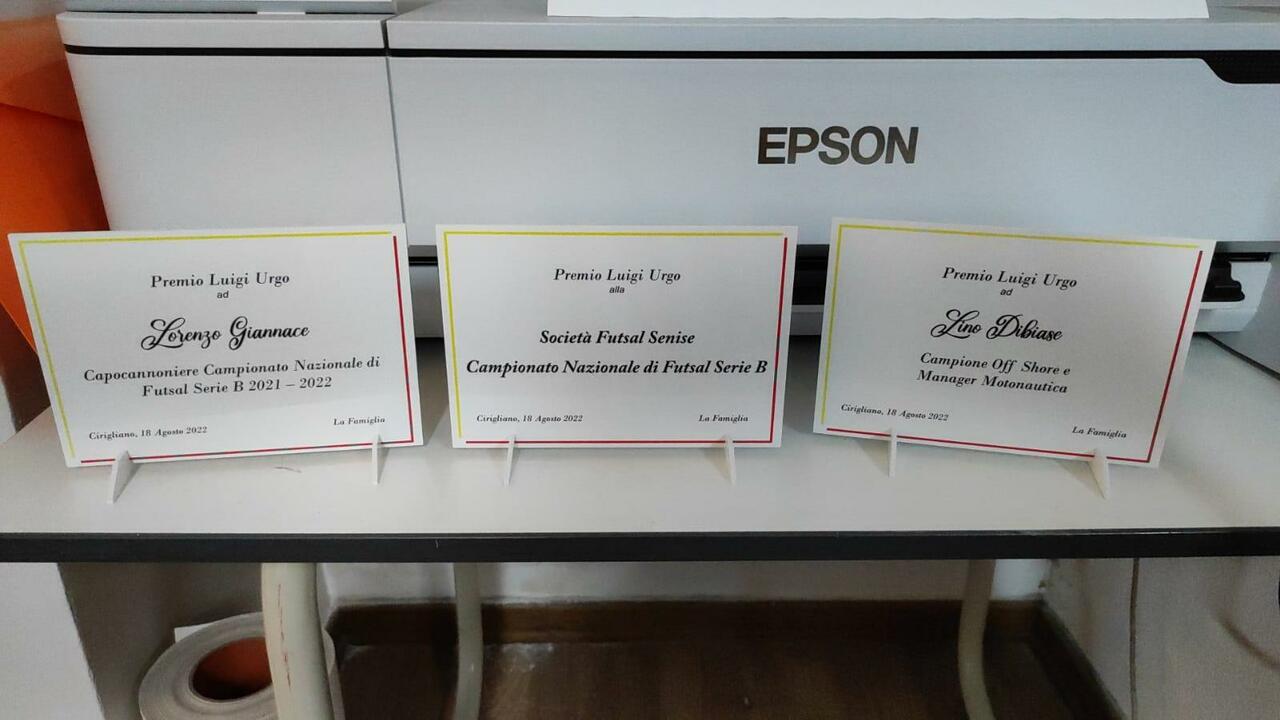 EPSON
Premio Luigi Urgo
ad
Lorenzo Giannace
Capocannoniere Campionato Nazionale di
Futsal Serie B 2021 – 2022
Cirigliano, 18 Agosto 2022
La Famiglia
Premio Luigi Urgo
alla
Società Futsal Senise
Campionato Nazionale di Futsal Serie B
Cirigliano, 18 Agosto 2022
La Famiglia
Premio Luigi Urgo
ad
Lino Dibiase
Campione Off Shore e
Manager Motonautica
Cirigliano, 18 Agosto 2022
La Famiglia